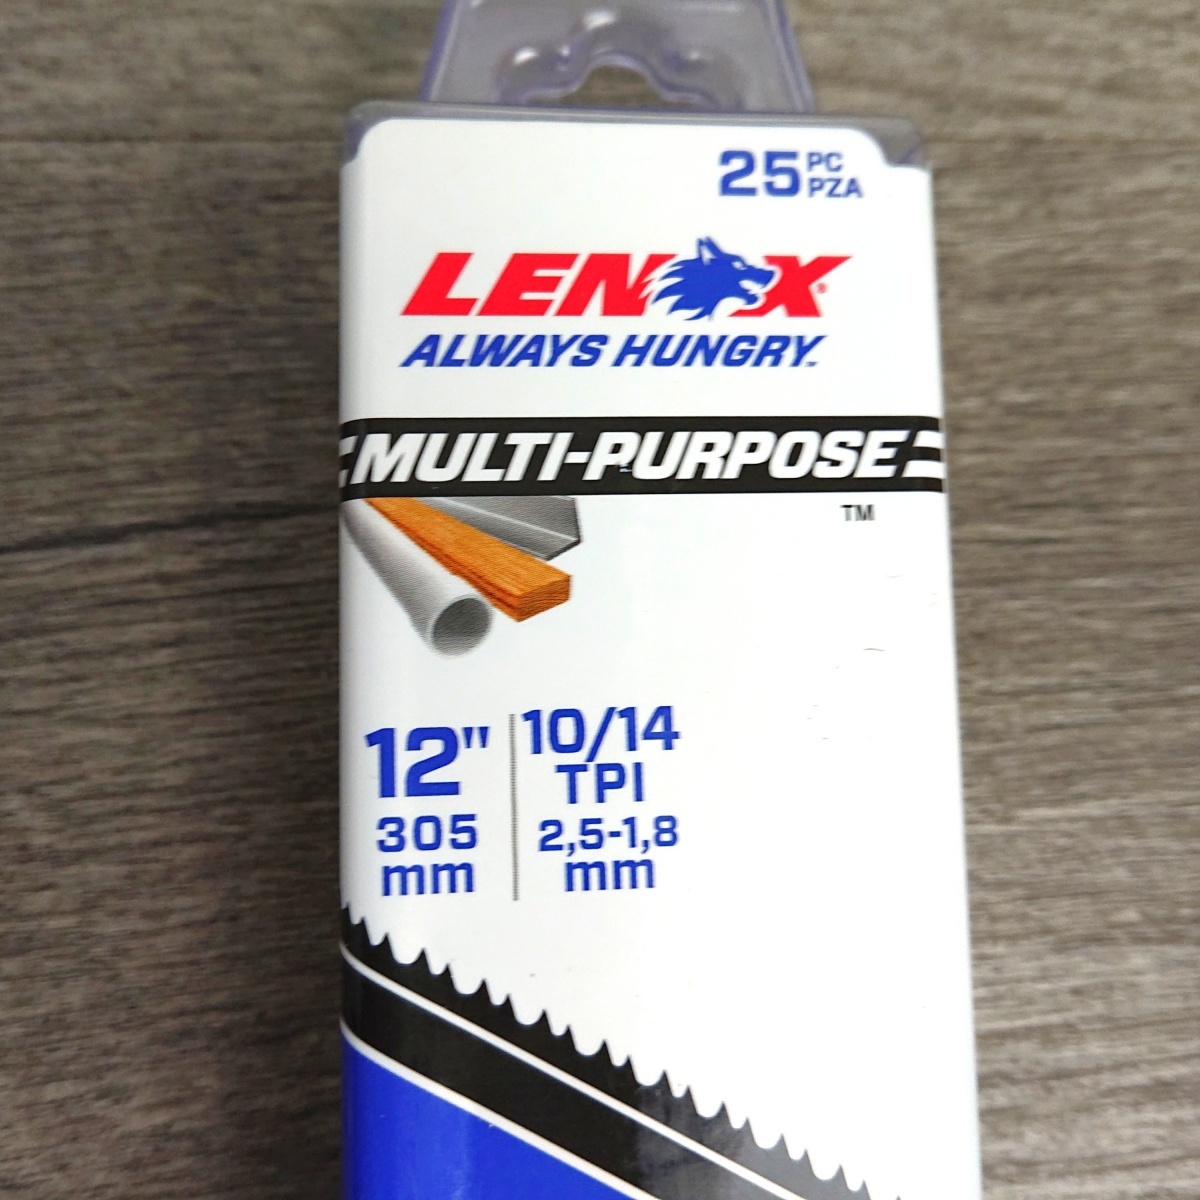 25 PC
PZA
LENOX®
ALWAYS HUNGRY.™
MULTI-PURPOSE
™
12"
305
mm
10/14
TPI
2,5-1,8
mm